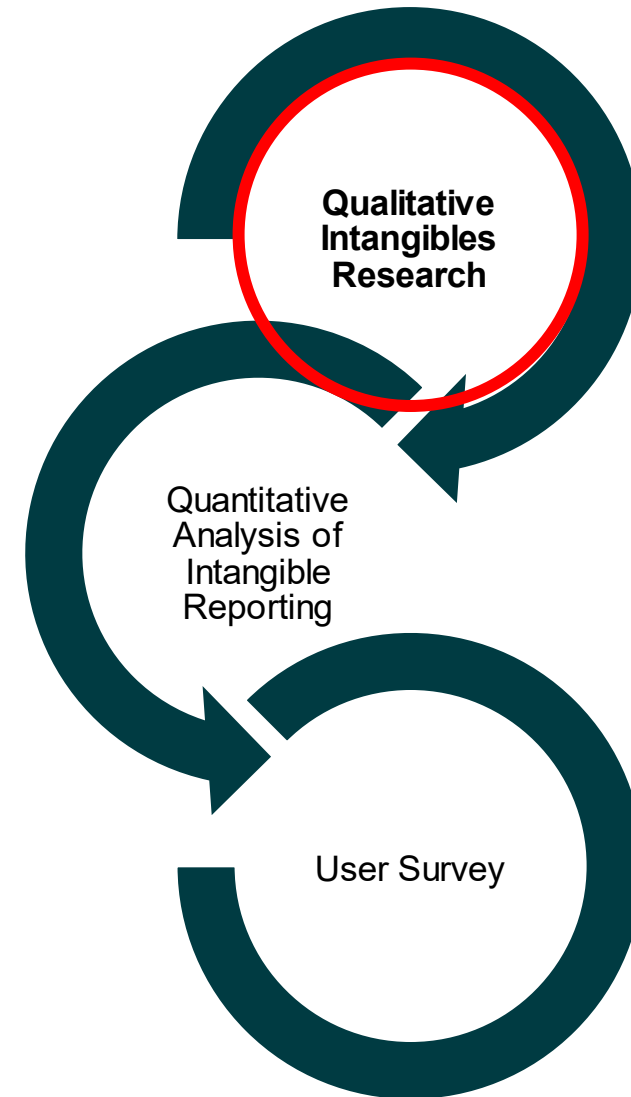 Qualitative
Intangibles
Research
Quantitative
Analysis of
Intangible
Reporting
User Survey